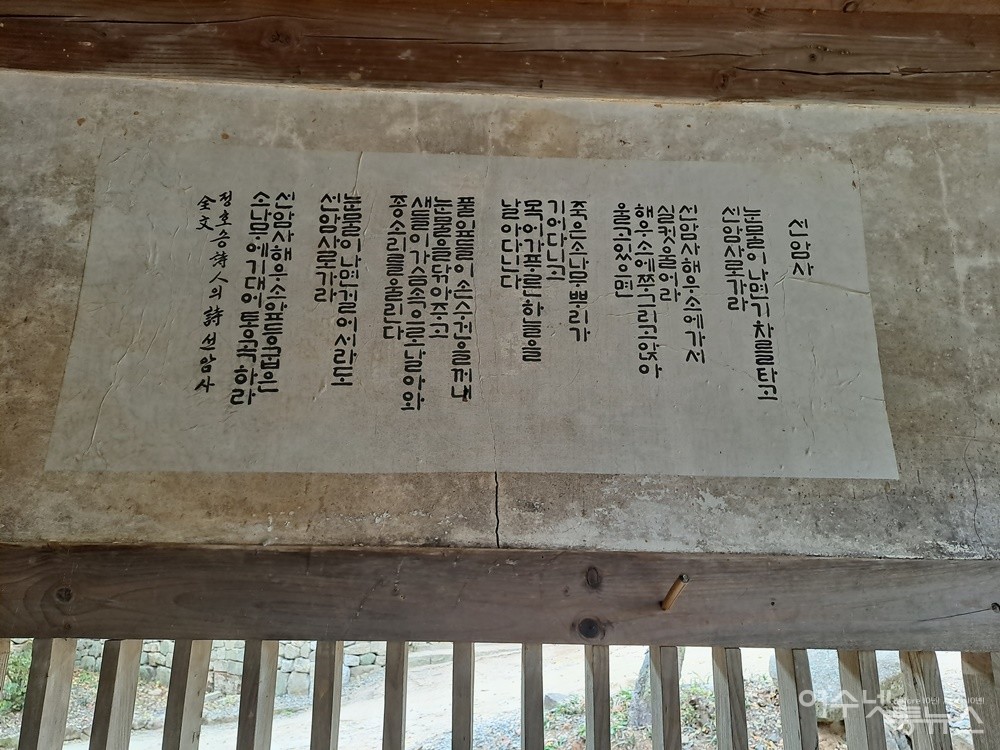 선암사
눈물이 나면 기차를 타고
선암사로 가라
선암사 해우소에 가서
실컷 울어라
해우소에 쭈그리고 앉아
울고 있으면
죽은 소나무 뿌리가
기어다니고
목어가 푸른 하늘을
날아다닌다
풀잎들이 손수건을 꺼내
눈물을 닦아주고
새들이 가슴속으로 날아와
종소리를 울린다
눈물이 나면 걸어서라도
선암사로 가라
선암사 해우소 앞 등굽은
소나무에 기대어 통곡하라
정호승 詩人의 詩 선암사
全文
여수넷통뉴스